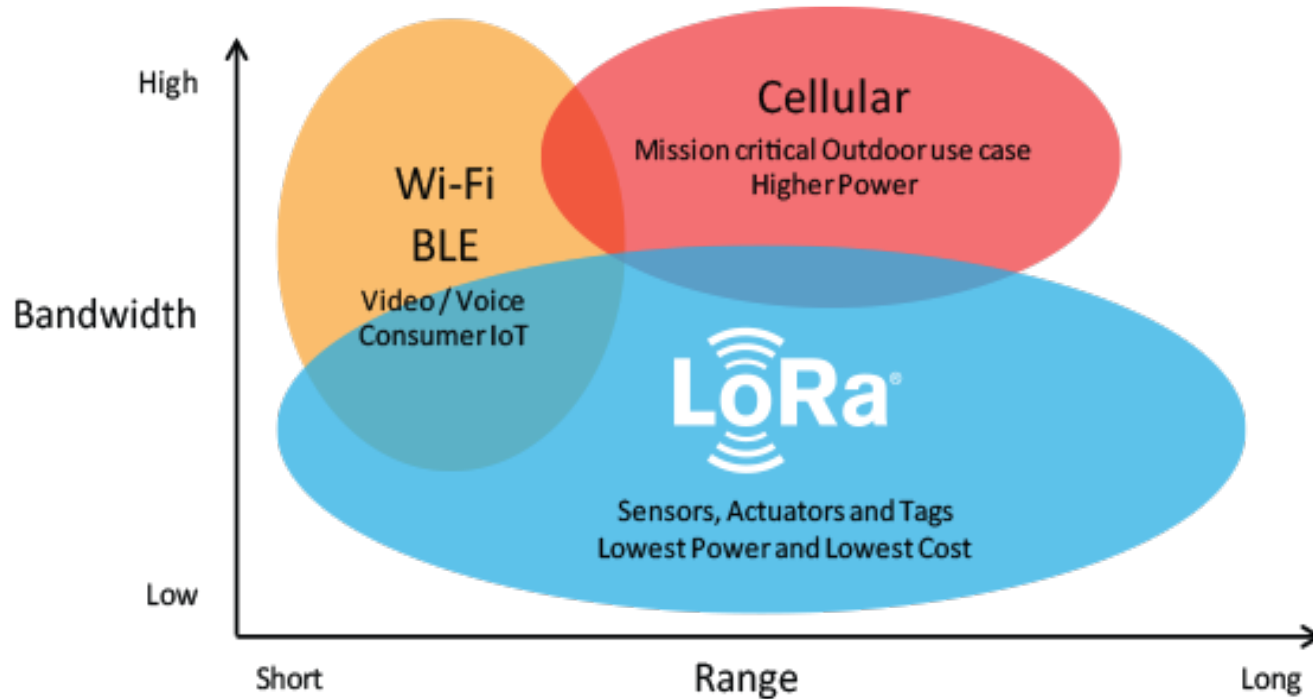 High
Cellular
Mission critical Outdoor use case
Higher Power
Wi-Fi
BLE
Video / Voice
Consumer IoT
Bandwidth
LoRa®
Sensors, Actuators and Tags
Lowest Power and Lowest Cost
Low
Short
Range
Long